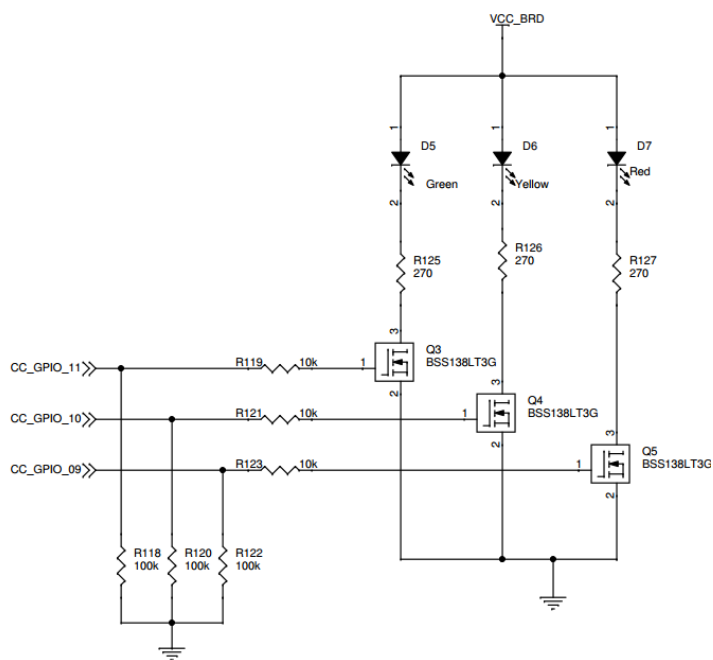 VCC_BRD
1
1
1
D5
D6
D7
Green
Yellow
Red
2
2
2
R125
270
R126
270
R127
270
3
Q3
BSS138LT3G
CC_GPIO_11
R119
10k
1
2
3
Q4
BSS138LT3G
CC_GPIO_10
R121
10k
1
2
3
Q5
BSS138LT3G
CC_GPIO_09
R123
10k
1
2
R118
100k
R120
100k
R122
100k